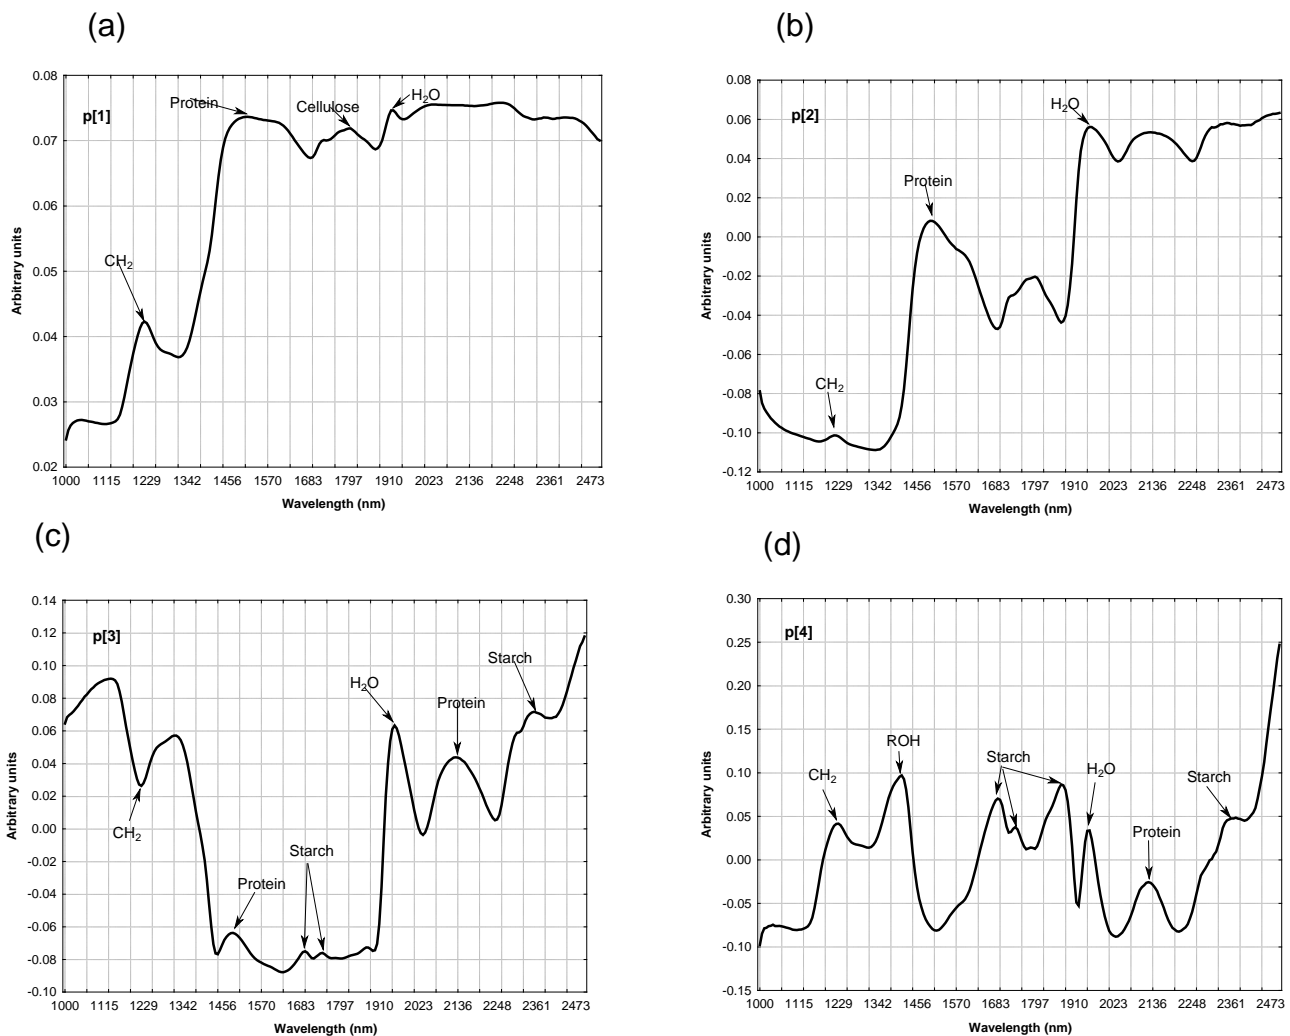 (a)
0.08
0.07
0.06
0.05
0.04
0.03
0.02
p[1]
Protein
Cellulose
H2O
CH2
Arbitrary units
1000 1115 1229 1342 1456 1570 1683 1797 1910 2023 2136 2248 2361 2473
Wavelength (nm)
(b)
0.08
0.06
0.04
0.02
0.00
-0.02
-0.04
-0.06
-0.08
-0.10
-0.12
p[2]
H2O
Protein
CH2
Arbitrary units
1000 1115 1229 1342 1456 1570 1683 1797 1910 2023 2136 2248 2361 2473
Wavelength (nm)
(c)
0.14
0.12
0.10
0.08
0.06
0.04
0.02
0.00
-0.02
-0.04
-0.06
-0.08
-0.10
p[3]
Starch
H2O
Protein
CH2
Starch
Protein
Arbitrary units
1000 1115 1229 1342 1456 1570 1683 1797 1910 2023 2136 2248 2361 2473
Wavelength (nm)
(d)
0.30
0.25
0.20
0.15
0.10
0.05
0.00
-0.05
-0.10
-0.15
p[4]
ROH
CH2
Starch
H2O
Starch
Protein
Arbitrary units
1000 1115 1229 1342 1456 1570 1683 1797 1910 2023 2136 2248 2361 2473
Wavelength (nm)